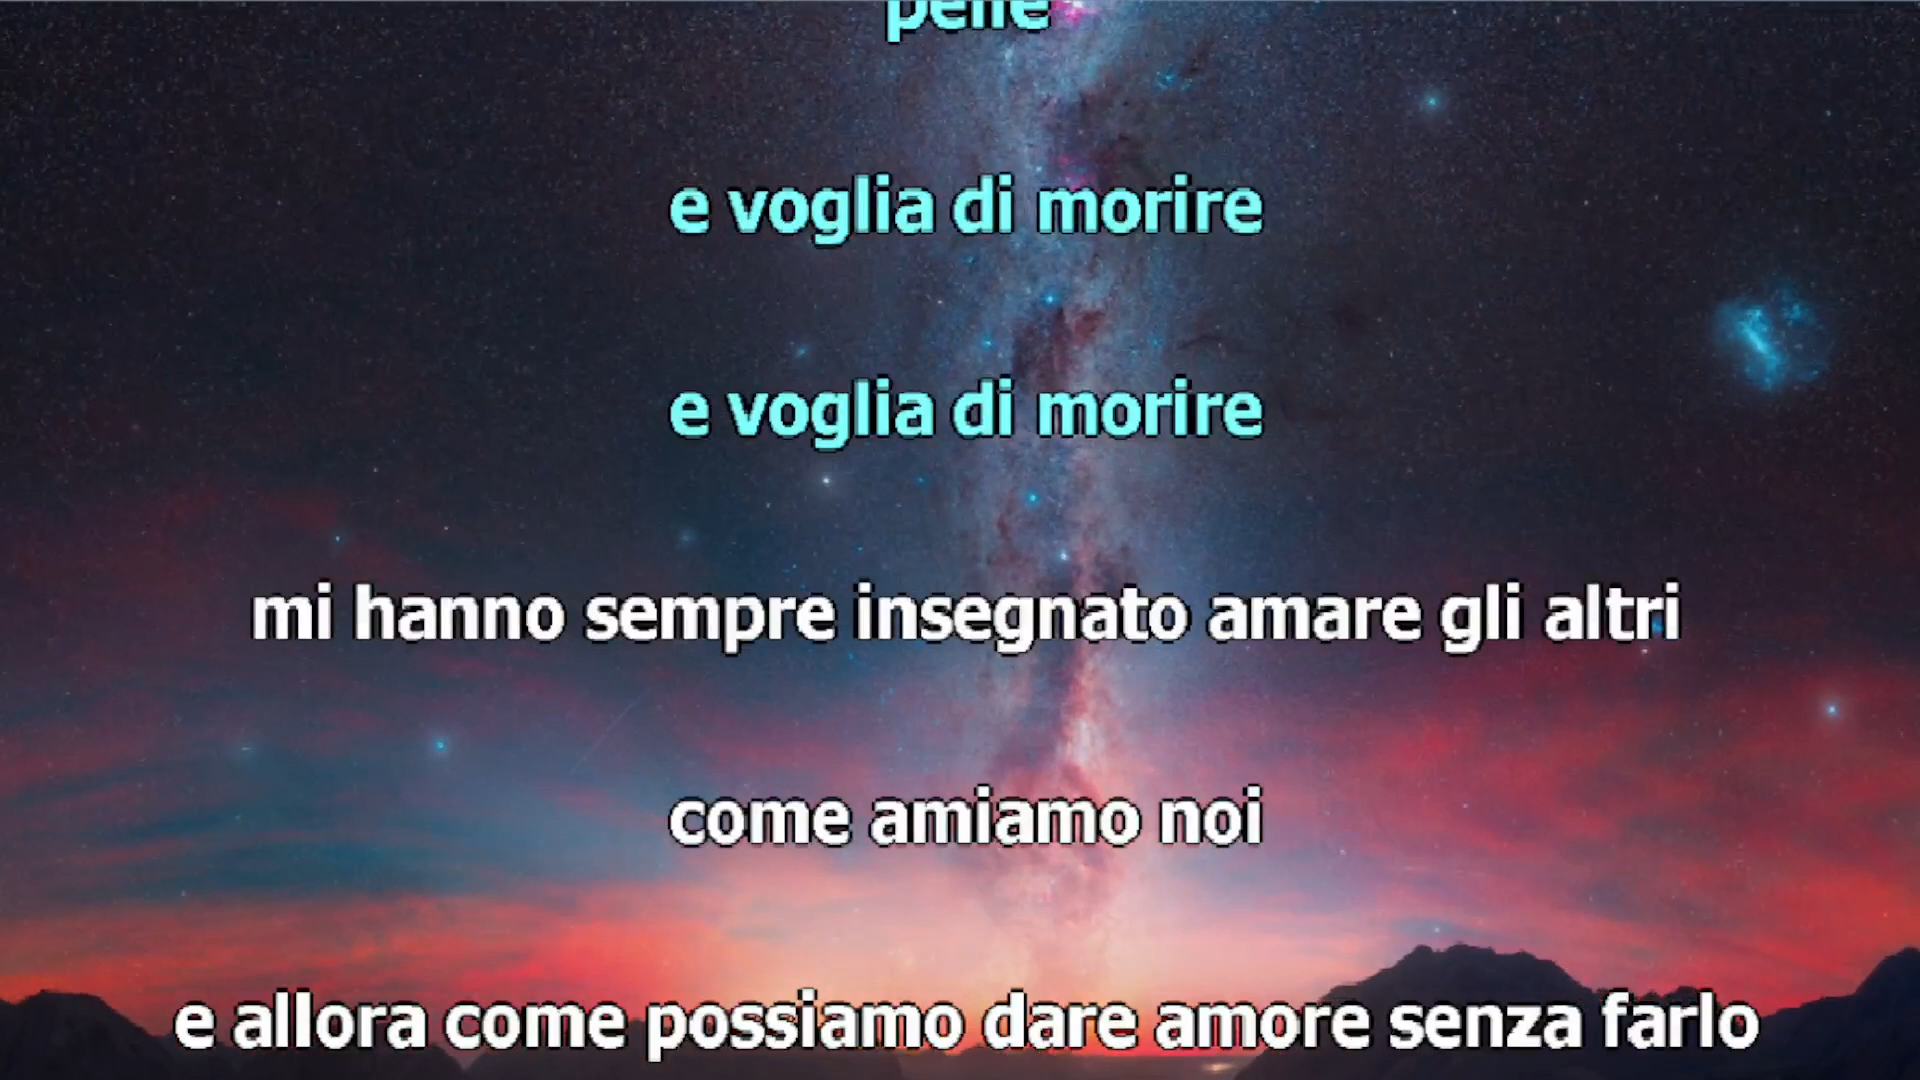 pelle
e voglia di morire
e voglia di morire
mi hanno sempre insegnato amare gli altri
come amiamo noi
e allora come possiamo dare amore senza farlo